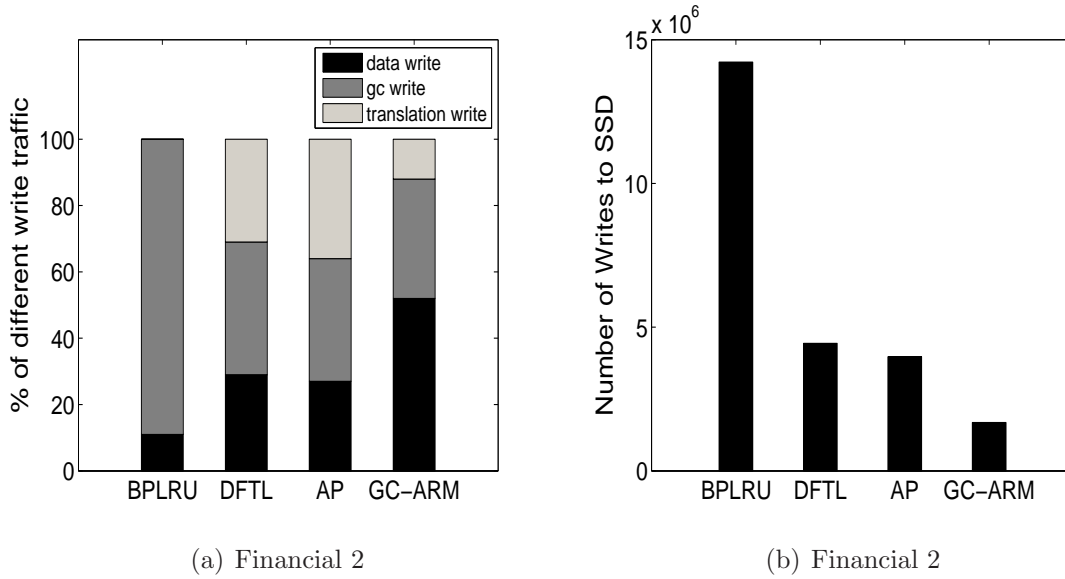 data write
gc write
translation write
% of different write traffic
100
80
60
40
20
0
BPLRU DFTL AP GC-ARM
(a) Financial 2
x 10^6
15
10
5
0
Number of Writes to SSD
BPLRU DFTL AP GC-ARM
(b) Financial 2